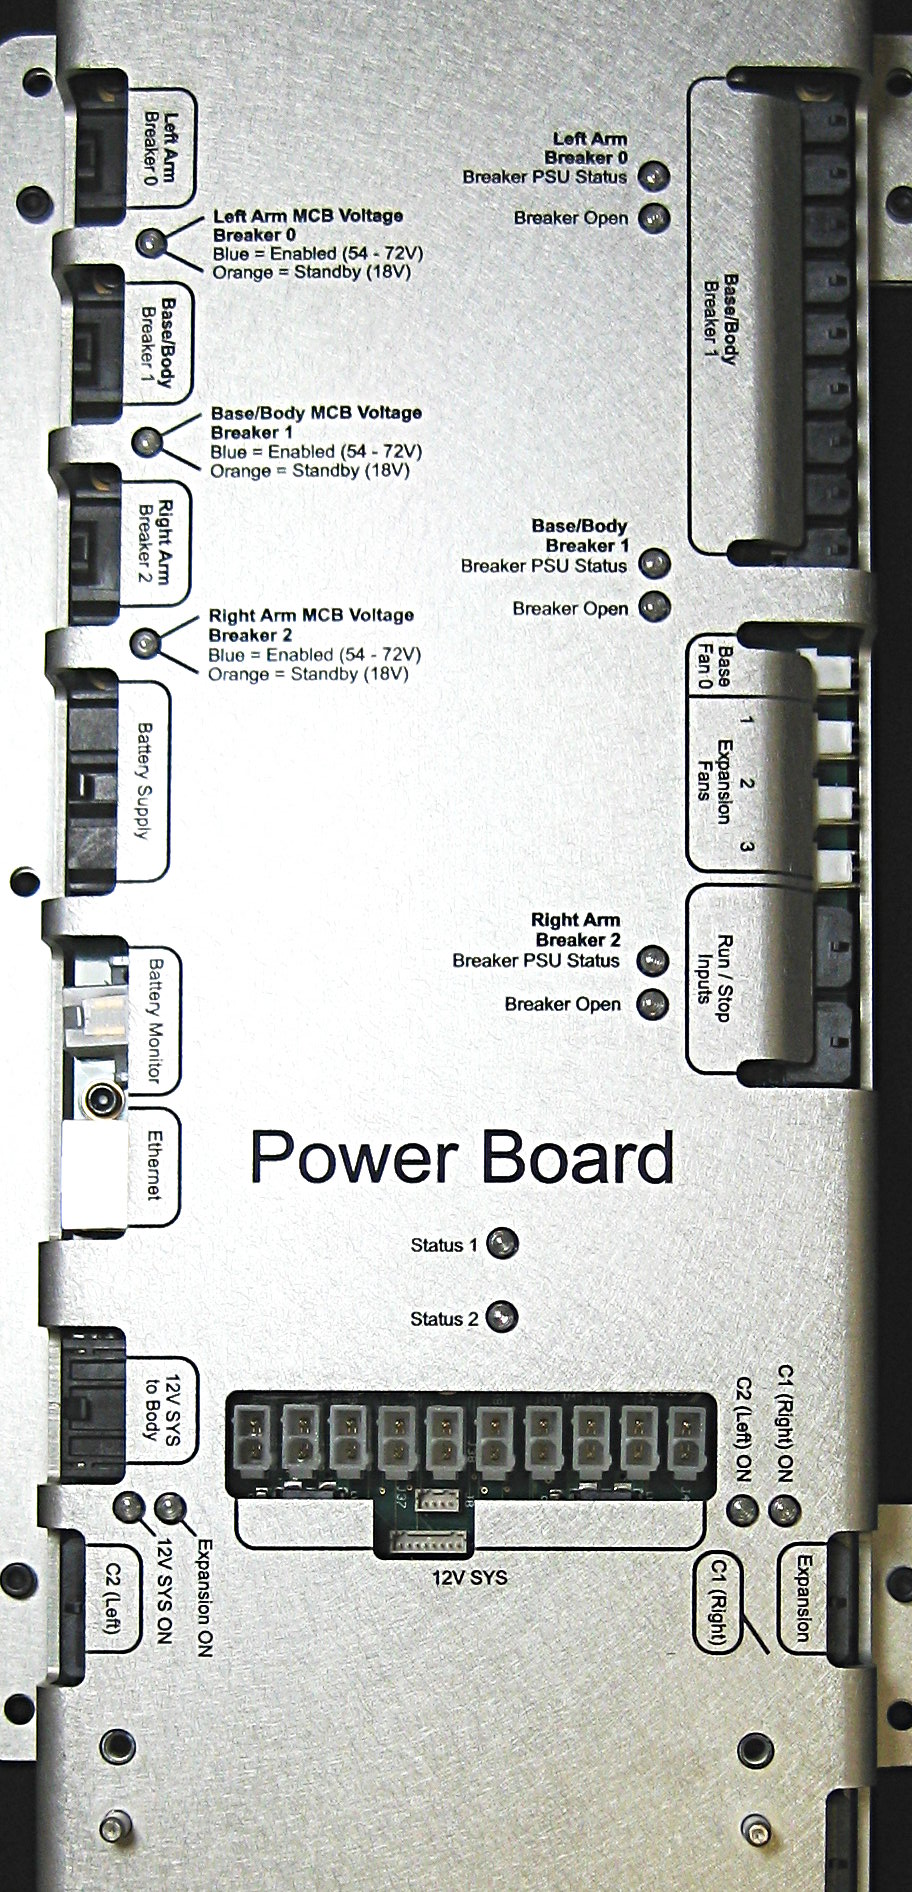 Left Arm
Breaker 0
Left Arm
Breaker 0
Breaker PSU Status
Breaker Open
Left Arm MCB Voltage
Breaker 0
Blue = Enabled (54 - 72V)
Orange = Standby (18V)
Base/Body
Breaker 1
Base/Body
Breaker 1
Base/Body MCB Voltage
Breaker 1
Blue = Enabled (54 - 72V)
Orange = Standby (18V)
Right Arm
Breaker 2
Base/Body
Breaker 1
Breaker PSU Status
Breaker Open
Right Arm MCB Voltage
Breaker 2
Blue = Enabled (54 - 72V)
Orange = Standby (18V)
Base
Fan 0
1 2 3
Expansion
Fans
Battery Supply
Right Arm
Breaker 2
Breaker PSU Status
Breaker Open
Run / Stop
Inputs
Battery Monitor
Ethernet
Power Board
Status 1
Status 2
12V SYS
to Body
C2 (Left) ON
C1 (Right) ON
J37
12V SYS
12V SYS ON
Expansion ON
C2 (Left)
C1 (Right)
Expansion